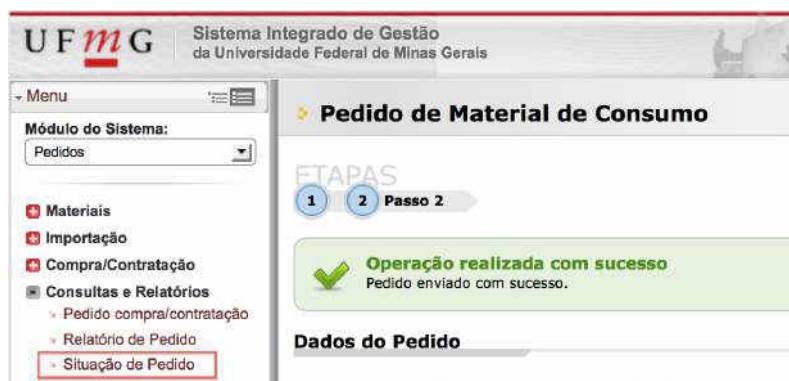 UFMG
Sistema Integrado de Gestão
da Universidade Federal de Minas Gerais
Menu
Módulo do Sistema:
Pedidos
Materiais
Importação
Compra/Contratação
Consultas e Relatórios
Pedido compra/contratação
Relatório de Pedido
Situação de Pedido
Pedido de Material de Consumo
ETAPAS
1 2 Passo 2
Operação realizada com sucesso
Pedido enviado com sucesso.
Dados do Pedido